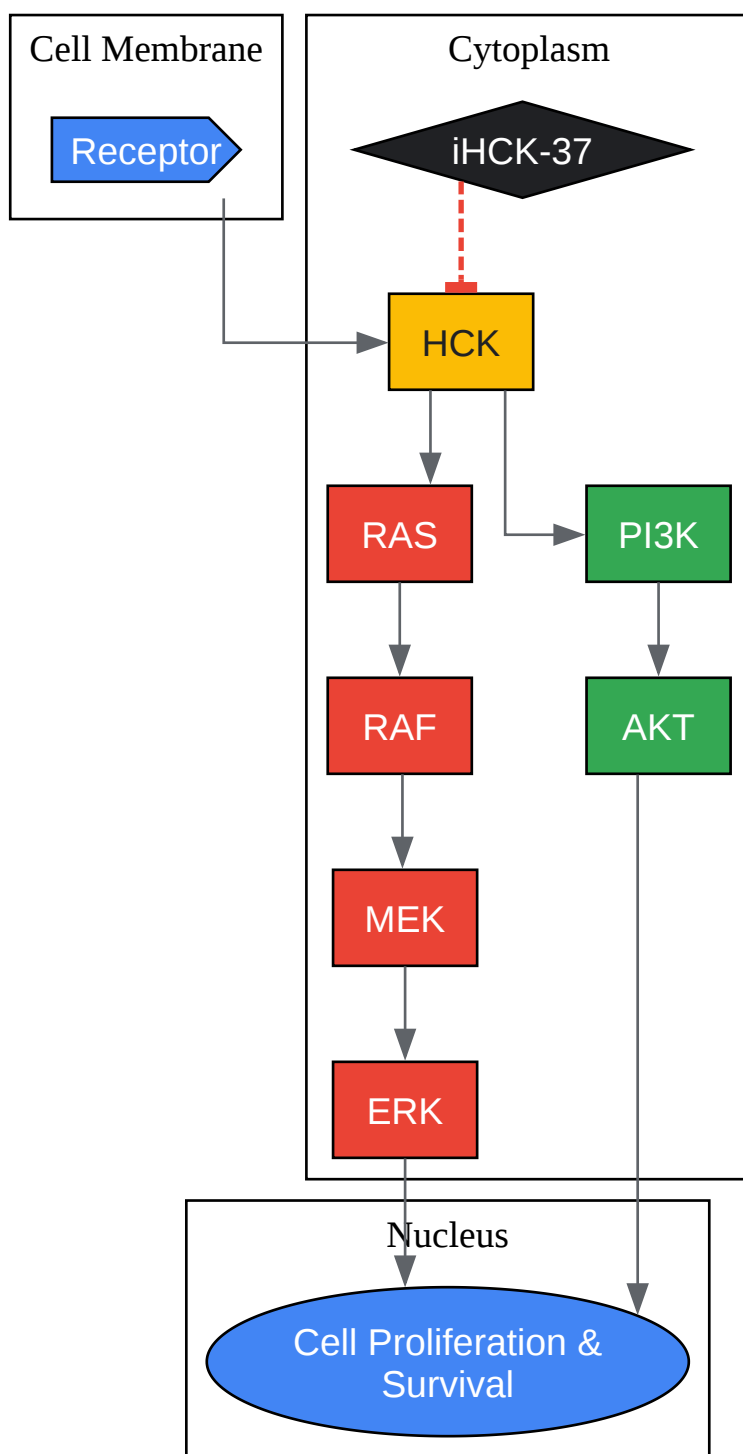 Cell Membrane
Cytoplasm
Receptor
iHCK-37
HCK
RAS
PI3K
RAF
AKT
MEK
ERK
Nucleus
Cell Proliferation &
Survival